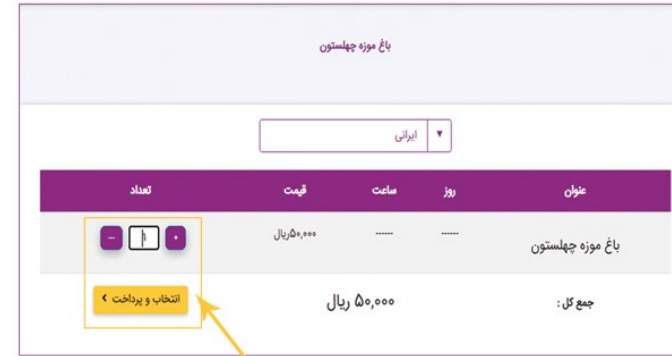 باغ موزه چهلستون
ایرانی
عنوان روز ساعت قیمت تعداد
باغ موزه چهلستون ------ ------ ۵۰,۰۰۰ریال + ۱ −
جمع کل : ۵۰,۰۰۰ ریال انتخاب و پرداخت